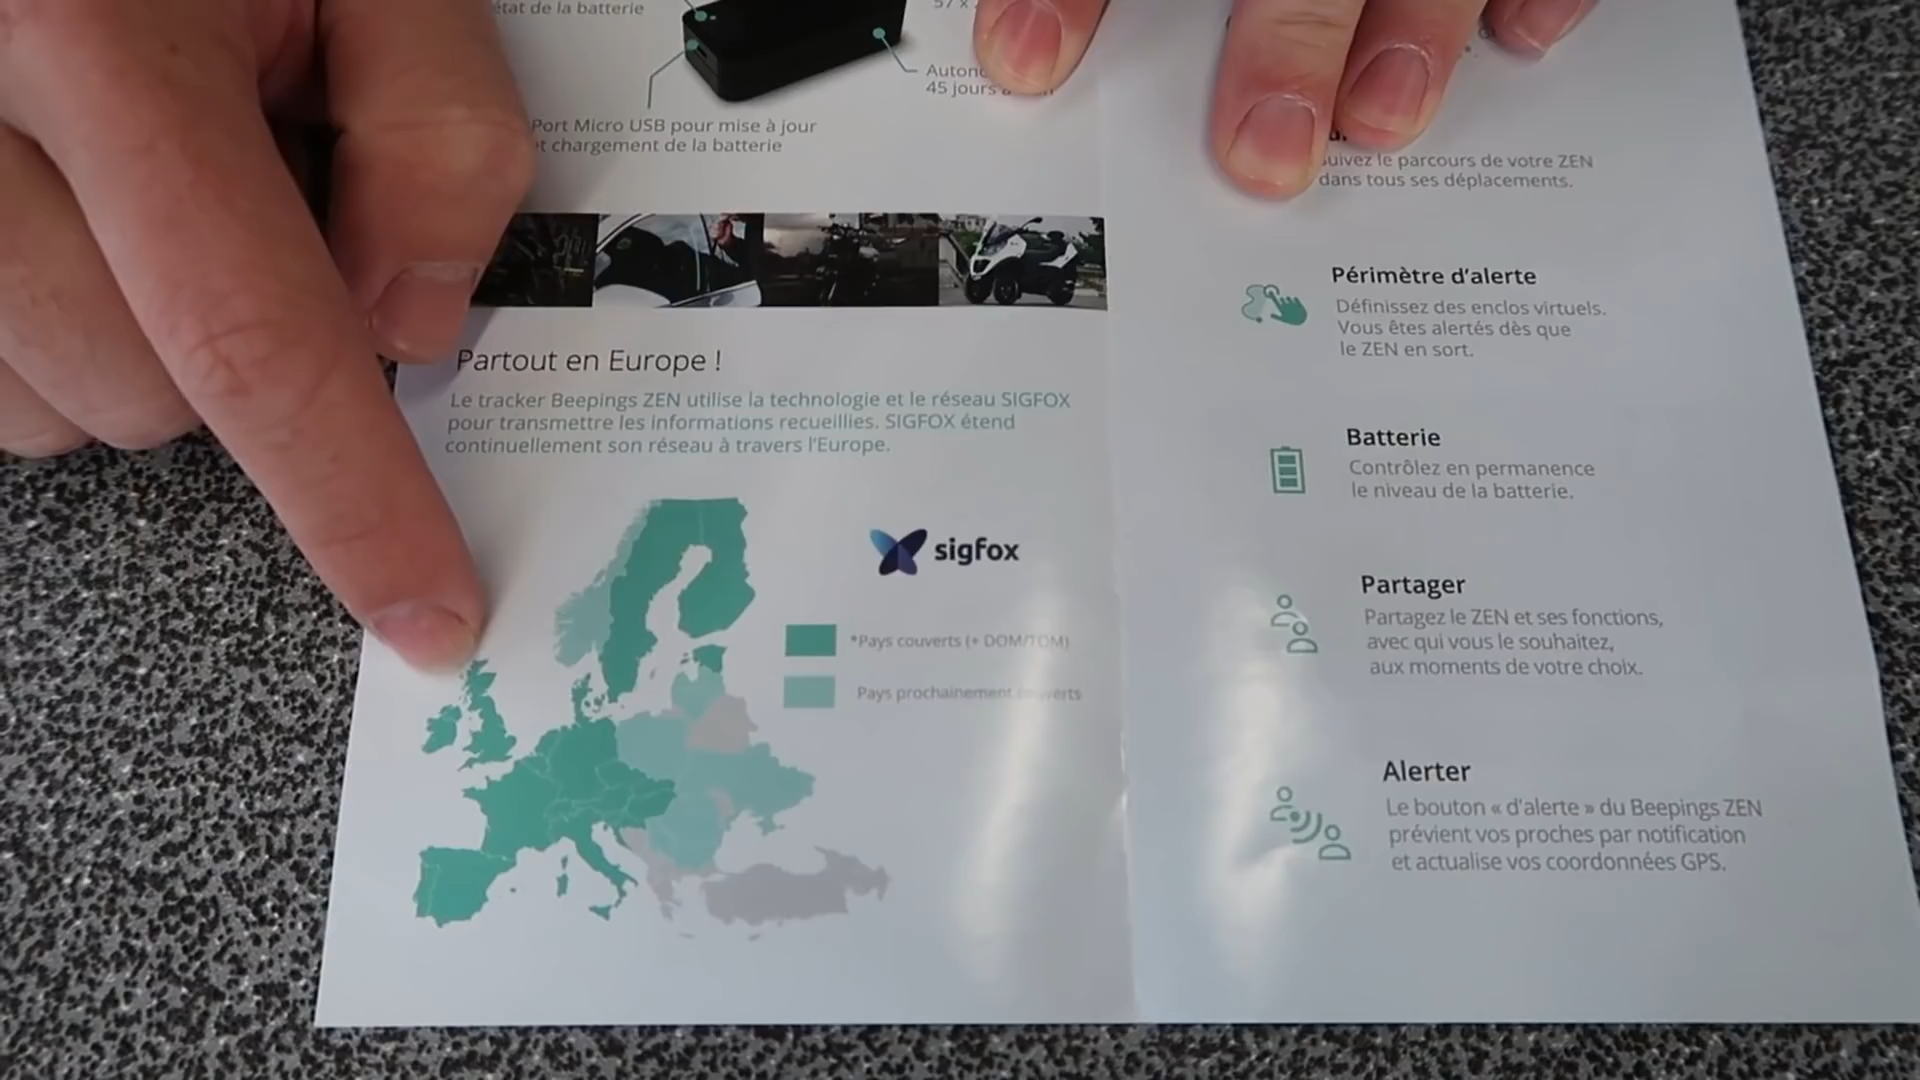 état de la batterie
57 x
45 jours
Port Micro USB pour mise à jour
et chargement de la batterie
Partout en Europe !
Le tracker Beepings ZEN utilise la technologie et le réseau SIGFOX
pour transmettre les informations recueillies. SIGFOX étend
continuellement son réseau à travers l'Europe.
sigfox
*Pays couverts (+ DOM/TOM)
Pays prochainement couverts
Suivez le parcours de votre ZEN
dans tous ses déplacements.
Périmètre d'alerte
Définissez des enclos virtuels.
Vous êtes alertés dès que
le ZEN en sort.
Batterie
Contrôlez en permanence
le niveau de la batterie.
Partager
Partagez le ZEN et ses fonctions,
avec qui vous le souhaitez,
aux moments de votre choix.
Alerter
Le bouton « d'alerte » du Beepings ZEN
prévient vos proches par notification
et actualise vos coordonnées GPS.